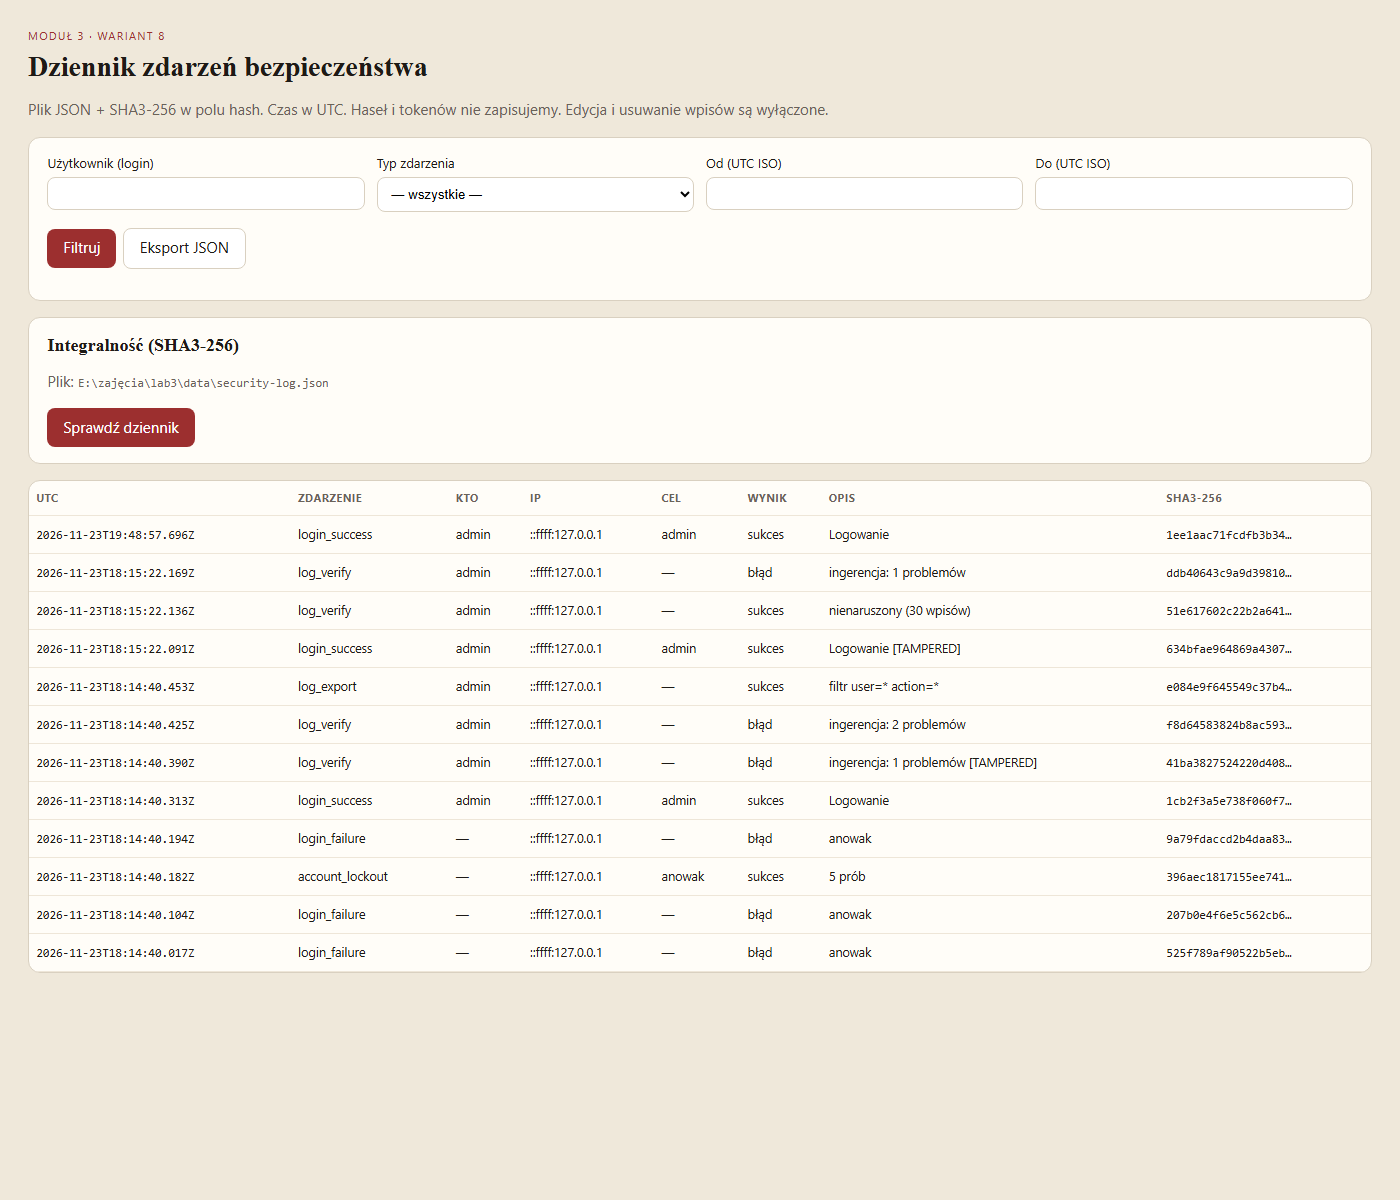 MODUŁ 3 · WARIANT 8
Dziennik zdarzeń bezpieczeństwa
Plik JSON + SHA3-256 w polu hash. Czas w UTC. Haseł i tokenów nie zapisujemy. Edycja i usuwanie wpisów są wyłączone.
Użytkownik (login) Typ zdarzenia Od (UTC ISO) Do (UTC ISO)
— wszystkie —
Filtruj Eksport JSON
Integralność (SHA3-256)
Plik: E:\zajęcia\lab3\data\security-log.json
Sprawdź dziennik
UTC ZDARZENIE KTO IP CEL WYNIK OPIS SHA3-256
2026-11-23T19:48:57.696Z login_success admin ::ffff:127.0.0.1 admin sukces Logowanie 1ee1aac71fcdfb3b34…
2026-11-23T18:15:22.169Z log_verify admin ::ffff:127.0.0.1 — błąd ingerencja: 1 problemów ddb40643c9a9d39810…
2026-11-23T18:15:22.136Z log_verify admin ::ffff:127.0.0.1 — sukces nienaruszony (30 wpisów) 51e617602c22b2a641…
2026-11-23T18:15:22.091Z login_success admin ::ffff:127.0.0.1 admin sukces Logowanie [TAMPERED] 634bfae964869a4307…
2026-11-23T18:14:40.453Z log_export admin ::ffff:127.0.0.1 — sukces filtr user=* action=* e084e9f645549c37b4…
2026-11-23T18:14:40.425Z log_verify admin ::ffff:127.0.0.1 — błąd ingerencja: 2 problemów f8d64583824b8ac593…
2026-11-23T18:14:40.390Z log_verify admin ::ffff:127.0.0.1 — błąd ingerencja: 1 problemów [TAMPERED] 41ba3827524220d408…
2026-11-23T18:14:40.313Z login_success admin ::ffff:127.0.0.1 admin sukces Logowanie 1cb2f3a5e738f060f7…
2026-11-23T18:14:40.194Z login_failure — ::ffff:127.0.0.1 — błąd anowak 9a79fdaccd2b4daa83…
2026-11-23T18:14:40.182Z account_lockout — ::ffff:127.0.0.1 anowak sukces 5 prób 396aec1817155ee741…
2026-11-23T18:14:40.104Z login_failure — ::ffff:127.0.0.1 — błąd anowak 207b0e4f6e5c562cb6…
2026-11-23T18:14:40.017Z login_failure — ::ffff:127.0.0.1 — błąd anowak 525f789af90522b5eb…